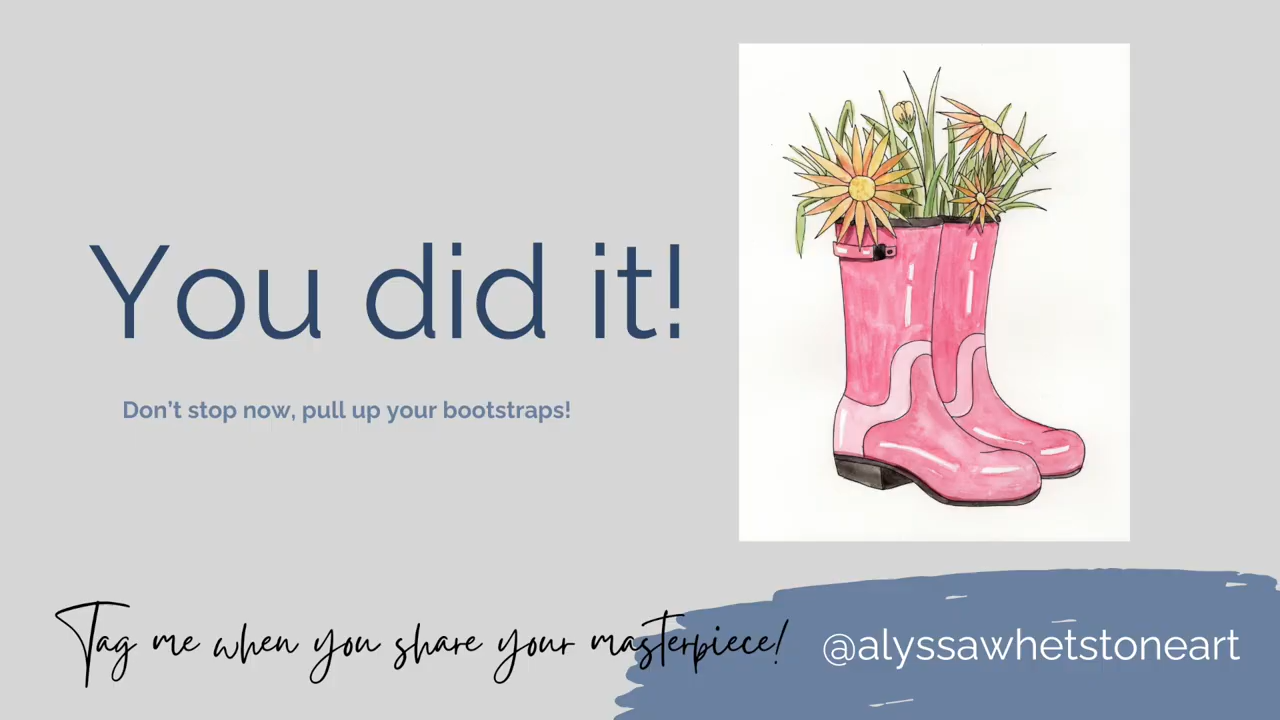 You did it!
Don't stop now, pull up your bootstraps!
Tag me when you share your masterpiece!
@alyssawhetstoneart